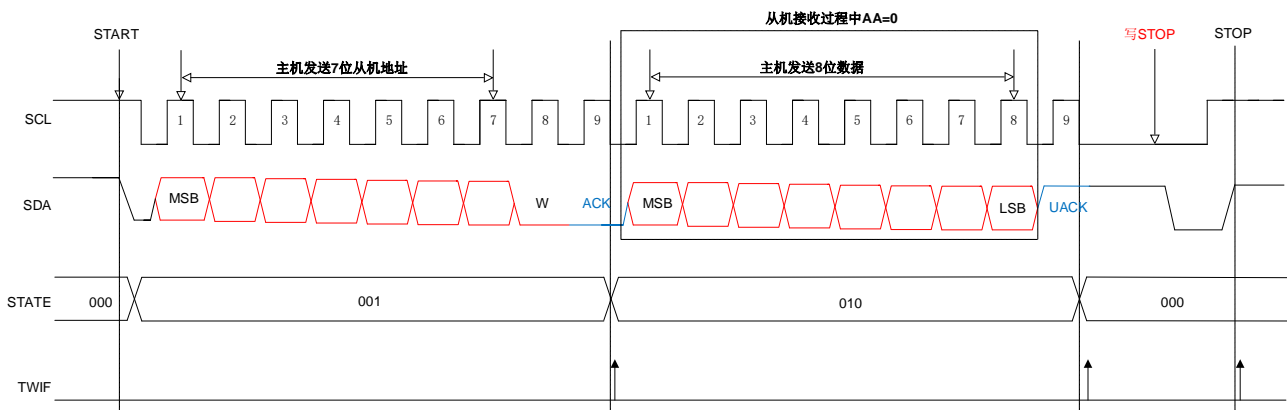 从机接收过程中AA=0
START
写STOP
STOP
主机发送7位从机地址
主机发送8位数据
SCL
1 2 3 4 5 6 7 8 9 1 2 3 4 5 6 7 8 9
SDA
MSB W ACK MSB LSB UACK
STATE
000 001 010 000
TWIF